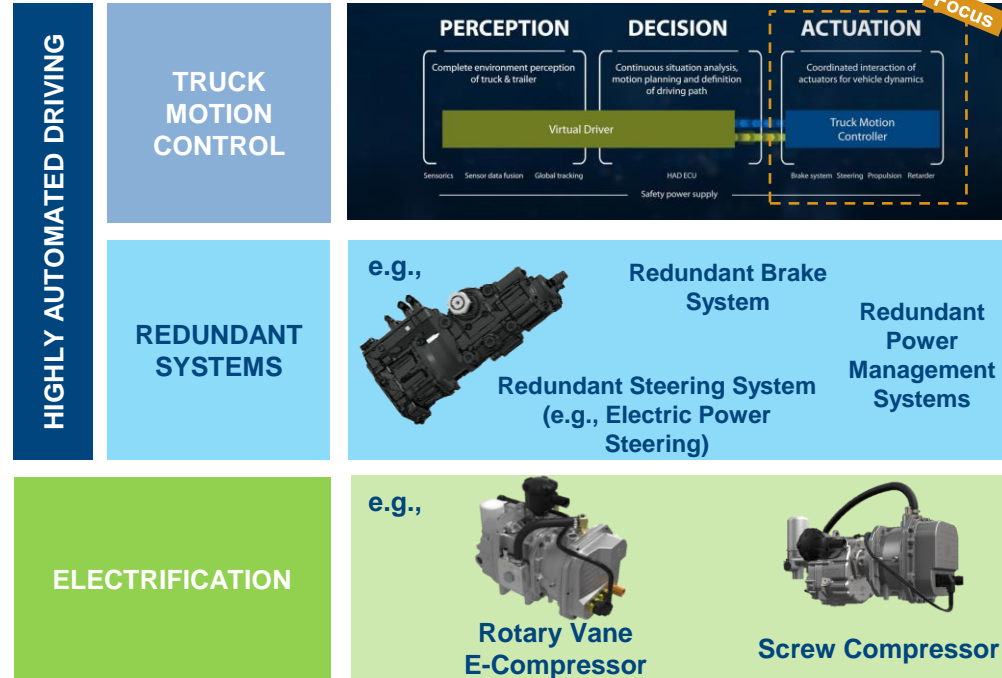 HIGHLY AUTOMATED DRIVING
TRUCK
MOTION
CONTROL
Focus
PERCEPTION
Complete environment perception
of truck & trailer
DECISION
Continuous situation analysis,
motion planning and definition
of driving path
ACTUATION
Coordinated interaction of
actuators for vehicle dynamics
Virtual Driver
Truck Motion
Controller
Sensorics
Sensor data fusion
Global tracking
HAD ECU
Brake system
Steering
Propulsion
Retarder
Safety power supply
REDUNDANT
SYSTEMS
e.g.,
Redundant Brake
System
Redundant Steering System
(e.g., Electric Power
Steering)
Redundant
Power
Management
Systems
ELECTRIFICATION
e.g.,
Rotary Vane
E-Compressor
Screw Compressor